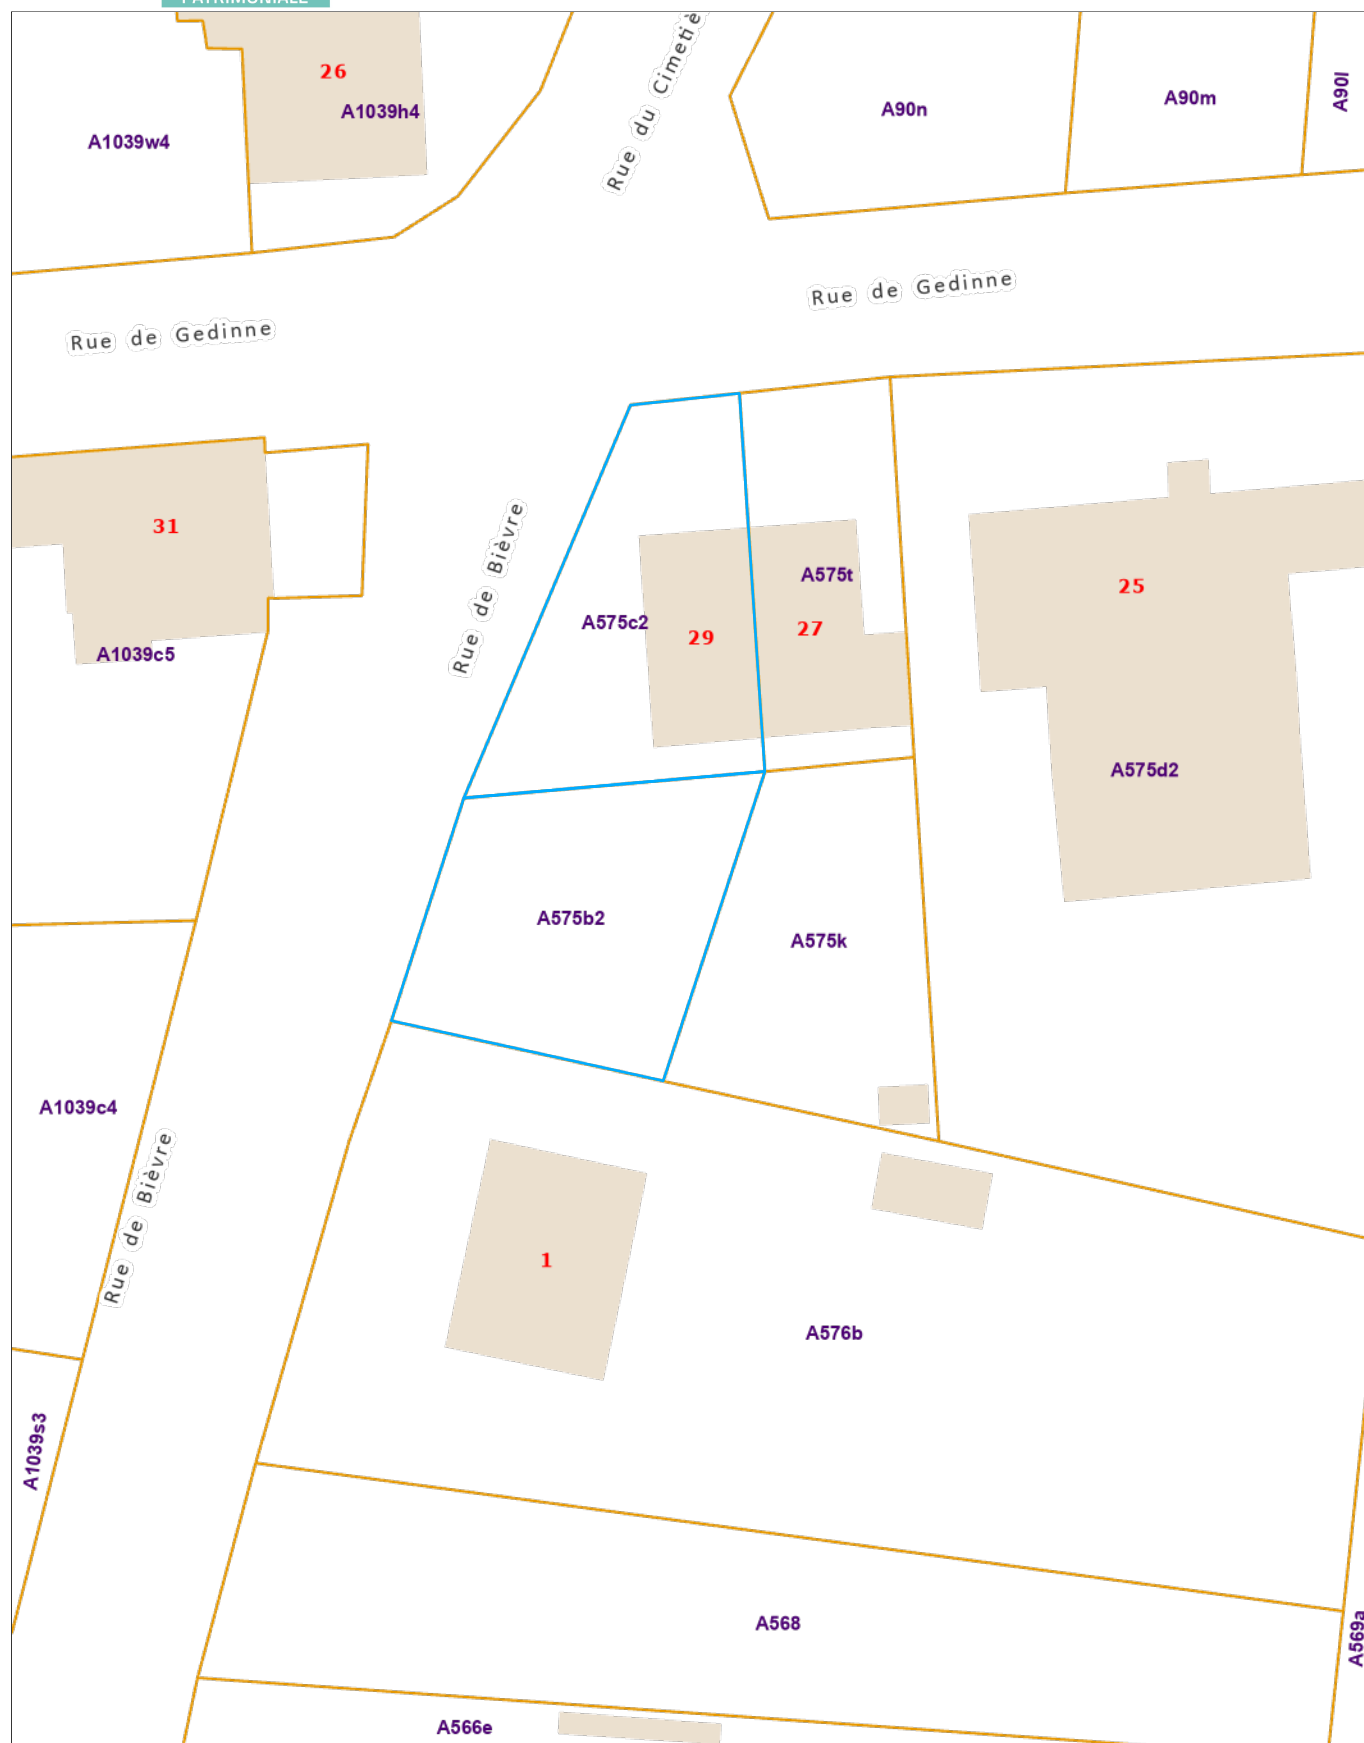 PATRIMONIALE
26
A1039h4
A1039w4
Rue du Cimetiè
A90n
A90m
A90l
Rue de Gedinne
Rue de Gedinne
31
A1039c5
Rue de Bièvre
A575c2
29
A575t
27
25
A575d2
A575b2
A575k
A1039c4
Rue de Bièvre
1
A576b
A1039s3
A568
A569a
A566e